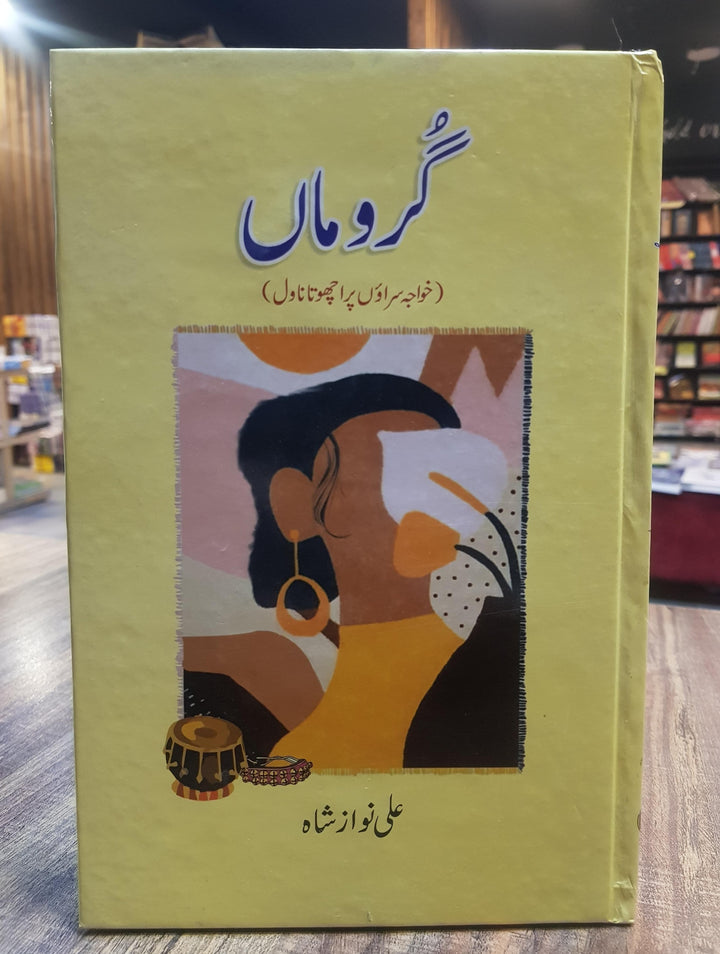 گُرو ماں
(خواجہ سراؤں پر اچھوتا ناول)
علی نواز شاہ